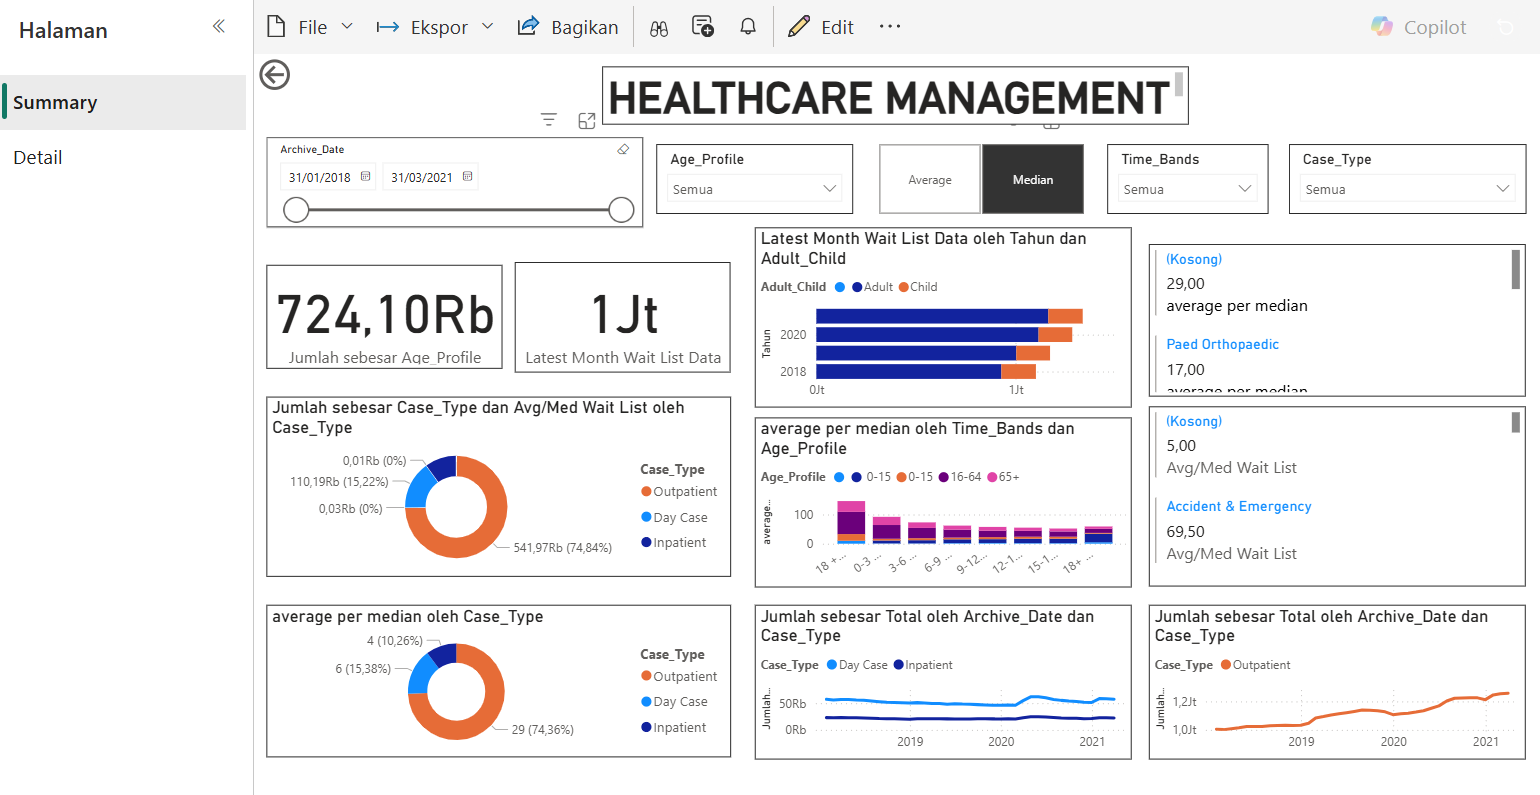 Halaman
Summary
Detail
File
Ekspor
Bagikan
Edit
Copilot
HEALTHCARE MANAGEMENT
Archive_Date
31/01/2018
31/03/2021
Age_Profile
Semua
Average
Median
Time_Bands
Semua
Case_Type
Semua
724,10Rb
Jumlah sebesar Age_Profile
1Jt
Latest Month Wait List Data
Latest Month Wait List Data oleh Tahun dan
Adult_Child
Adult_Child Adult Child
Tahun
2020
2018
0Jt 1Jt
(Kosong)
29,00
average per median
Paed Orthopaedic
17,00
average per median
Jumlah sebesar Case_Type dan Avg/Med Wait List oleh
Case_Type
0,01Rb (0%)
110,19Rb (15,22%)
0,03Rb (0%)
541,97Rb (74,84%)
Case_Type
Outpatient
Day Case
Inpatient
average per median oleh Time_Bands dan
Age_Profile
Age_Profile 0-15 0-15 16-64 65+
average...
100
0
18 +... 0-3 ... 3-6 ... 6-9 ... 9-12... 12-1... 15-1... 18+ ...
(Kosong)
5,00
Avg/Med Wait List
Accident & Emergency
69,50
Avg/Med Wait List
average per median oleh Case_Type
4 (10,26%)
6 (15,38%)
29 (74,36%)
Case_Type
Outpatient
Day Case
Inpatient
Jumlah sebesar Total oleh Archive_Date dan
Case_Type
Case_Type Day Case Inpatient
Jumlah...
50Rb
0Rb
2019 2020 2021
Jumlah sebesar Total oleh Archive_Date dan
Case_Type
Case_Type Outpatient
Jumlah...
1,2Jt
1,0Jt
2019 2020 2021